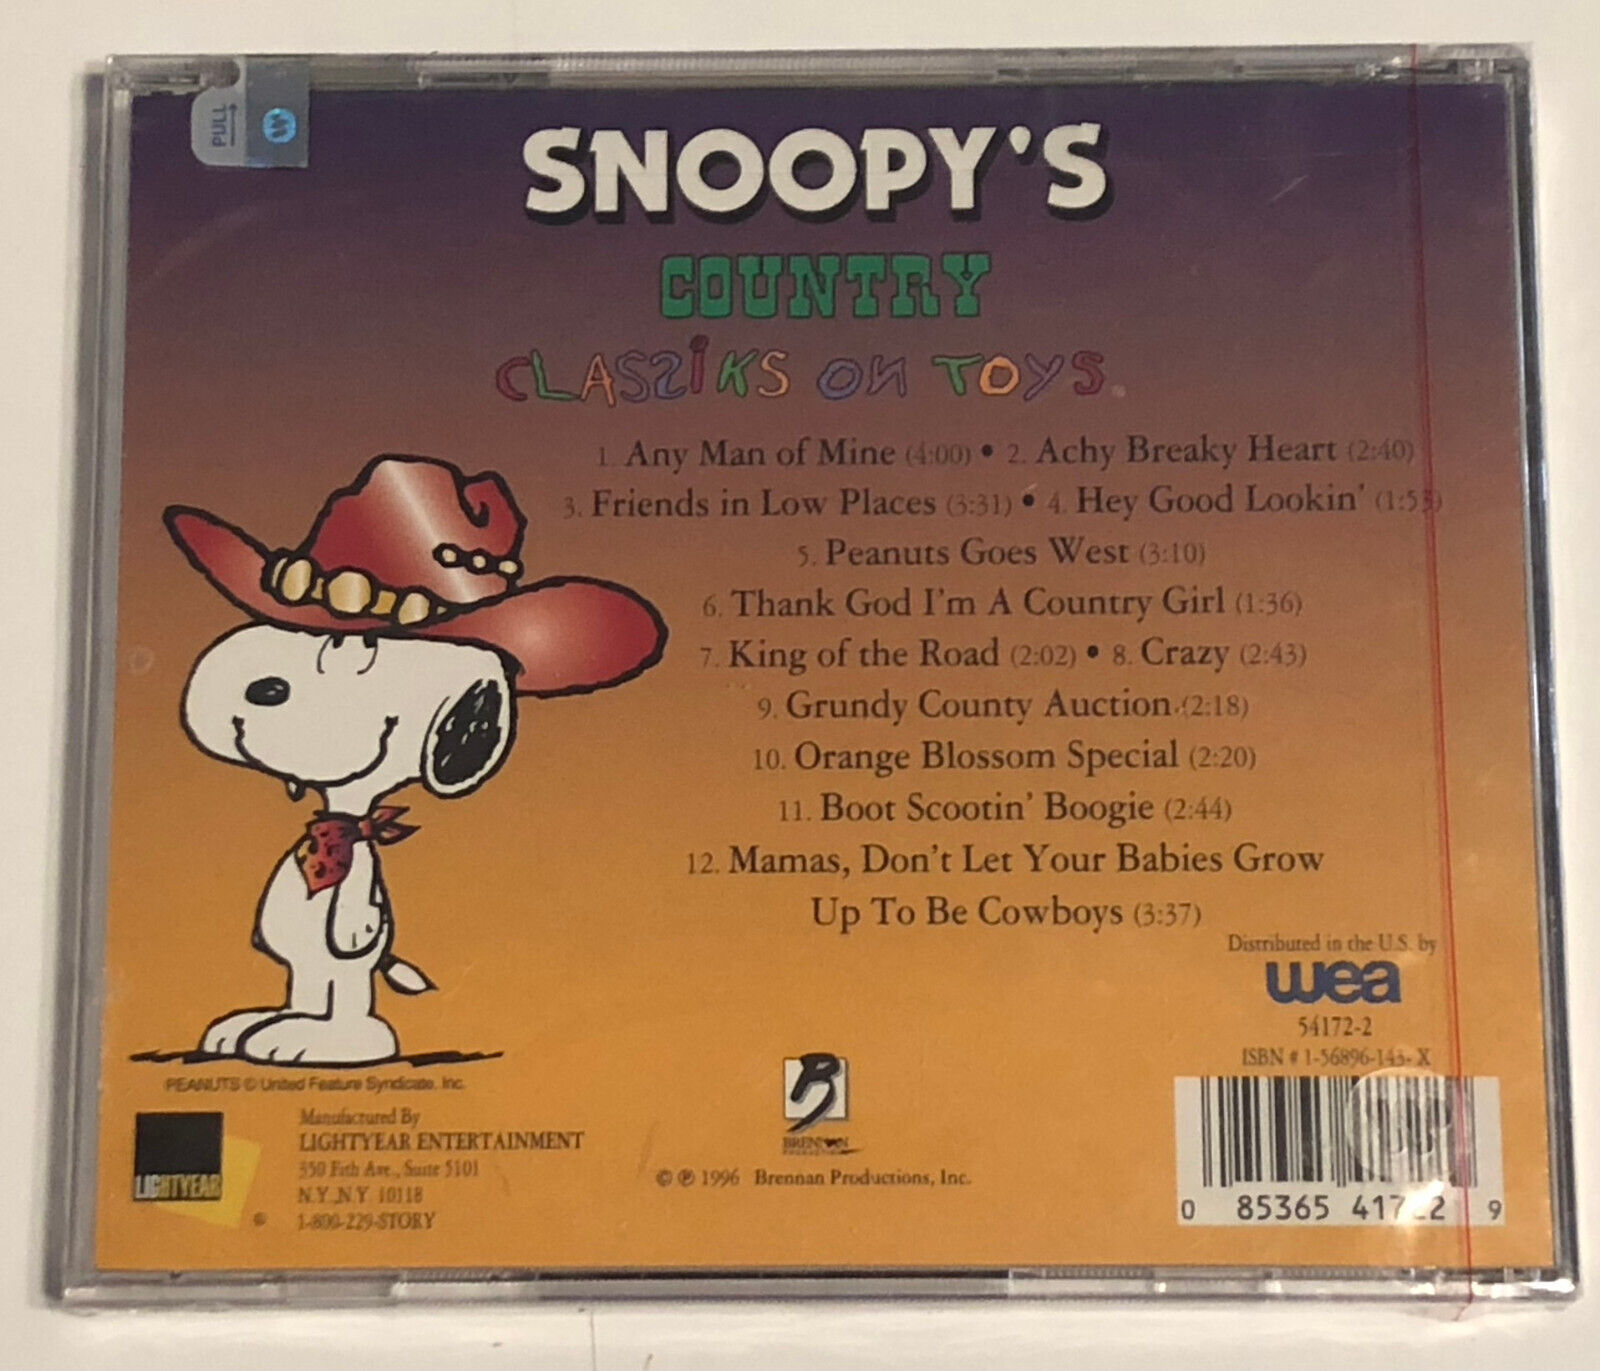 PULL
SNOOPY'S
COUNTRY
CLASSIKS ON TOYS.
1. Any Man of Mine (4:00) • 2. Achy Breaky Heart (2:40)
3. Friends in Low Places (3:31) • 4. Hey Good Lookin' (1:53)
5. Peanuts Goes West (3:10)
6. Thank God I'm A Country Girl (1:36)
7. King of the Road (2:02) • 8. Crazy (2:43)
9. Grundy County Auction (2:18)
10. Orange Blossom Special (2:20)
11. Boot Scootin' Boogie (2:44)
12. Mamas, Don't Let Your Babies Grow
Up To Be Cowboys (3:37)
Distributed in the U.S. by
wea
54172-2
ISBN # 1-56896-143-X
PEANUTS © United Feature Syndicate, Inc.
Manufactured By
LIGHTYEAR ENTERTAINMENT
350 Fifth Ave., Suite 5101
N.Y., N.Y. 10118
1-800-229-STORY
LIGHTYEAR
BRENNAN
PRODUCTIONS
© ℗ 1996 Brennan Productions, Inc.
0 85365 41722 9